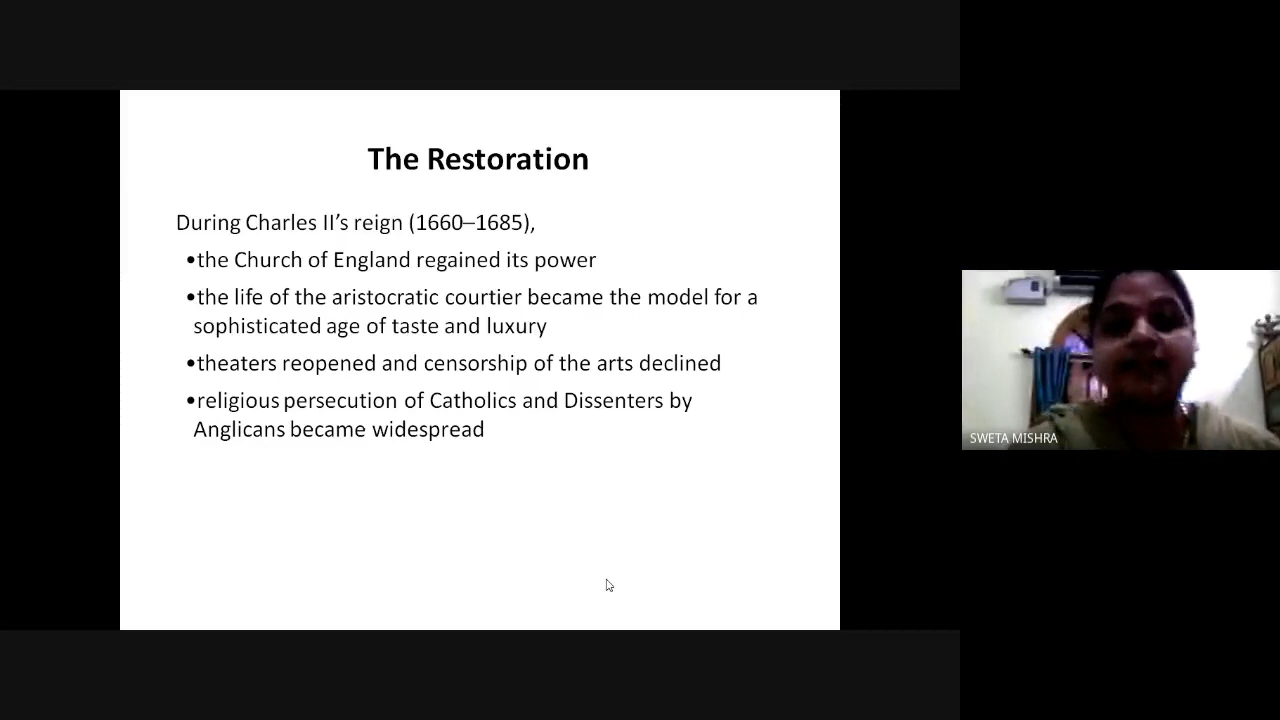 The Restoration
During Charles II’s reign (1660–1685),
•the Church of England regained its power
•the life of the aristocratic courtier became the model for a
sophisticated age of taste and luxury
•theaters reopened and censorship of the arts declined
•religious persecution of Catholics and Dissenters by
Anglicans became widespread
SWETA MISHRA